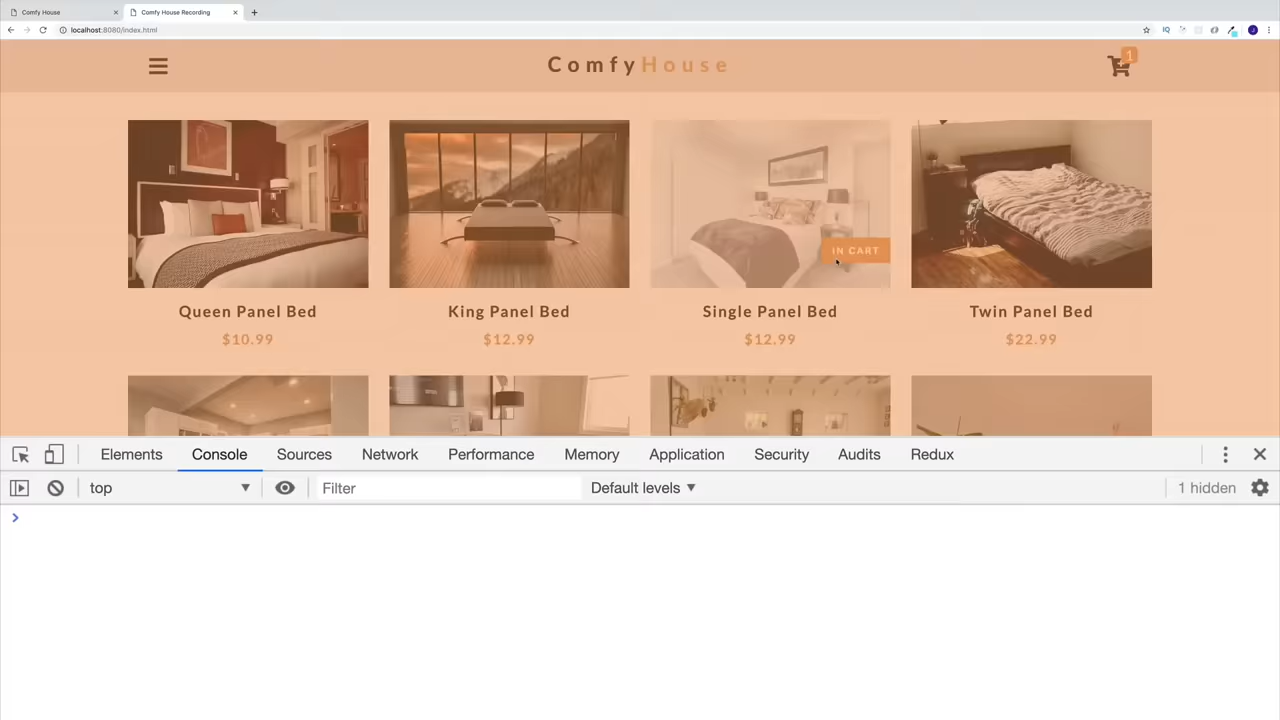 Comfy House
Comfy House Recording
localhost:8080/index.html
ComfyHouse
1
IN CART
Queen Panel Bed
King Panel Bed
Single Panel Bed
Twin Panel Bed
$10.99
$12.99
$12.99
$22.99
Elements Console Sources Network Performance Memory Application Security Audits Redux
top Filter Default levels 1 hidden